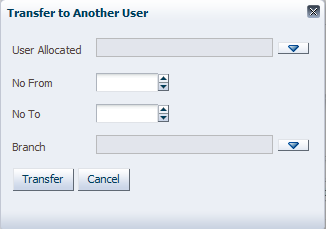 Transfer to Another User
User Allocated
No From
No To
Branch
Transfer Cancel